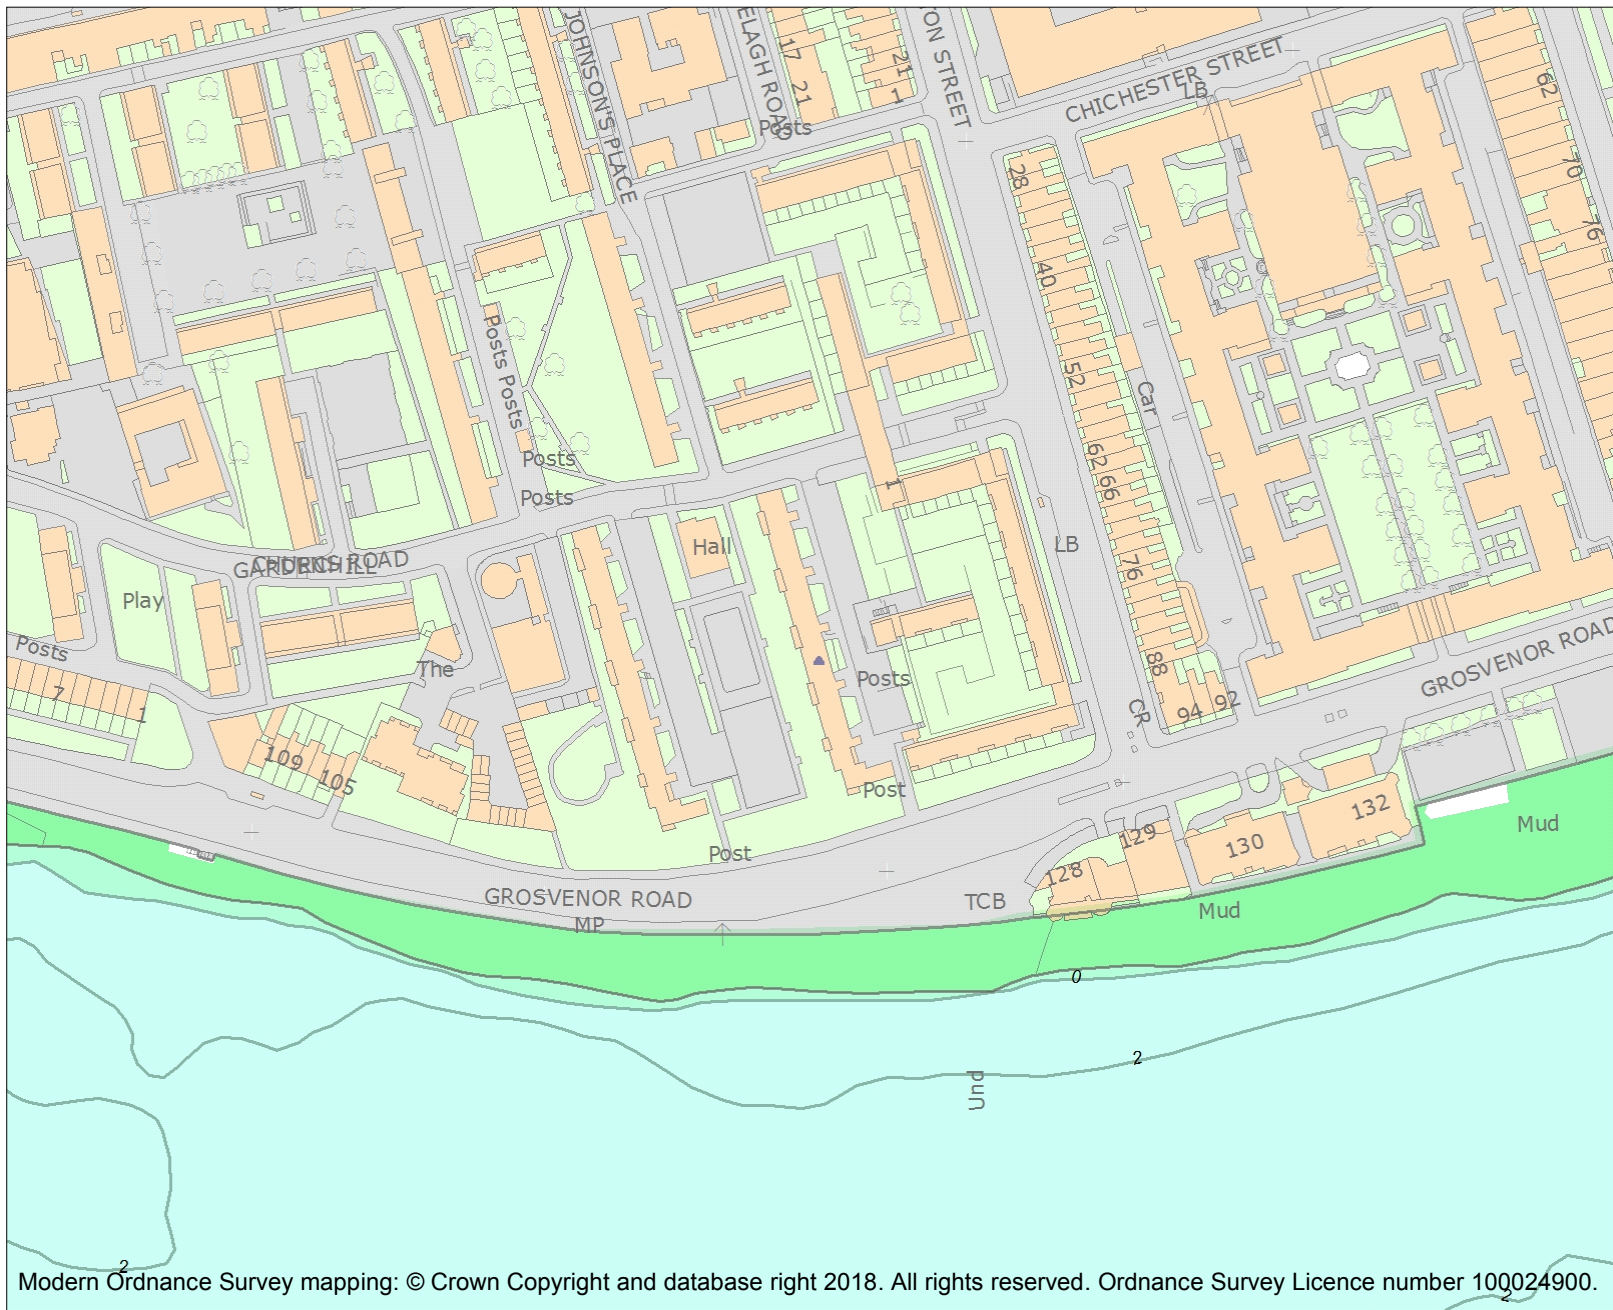 JOHNSON'S PLACE
ELAGH ROAD
17
21
21
1
TON STREET
CHICHESTER STREET
LB
62
70
76
Posts
28
40
52
62
66
76
88
94
92
Car
Posts
Posts
Posts
Posts
1
LB
Hall
CHURCHILL
GARDENS ROAD
Play
Posts
7
1
The
109
105
Posts
CR
GROSVENOR ROAD
Post
Post
132
130
129
128
Mud
Mud
GROSVENOR ROAD
MP
TCB
0
2
Und
2
2
Modern Ordnance Survey mapping: © Crown Copyright and database right 2018. All rights reserved. Ordnance Survey Licence number 100024900.